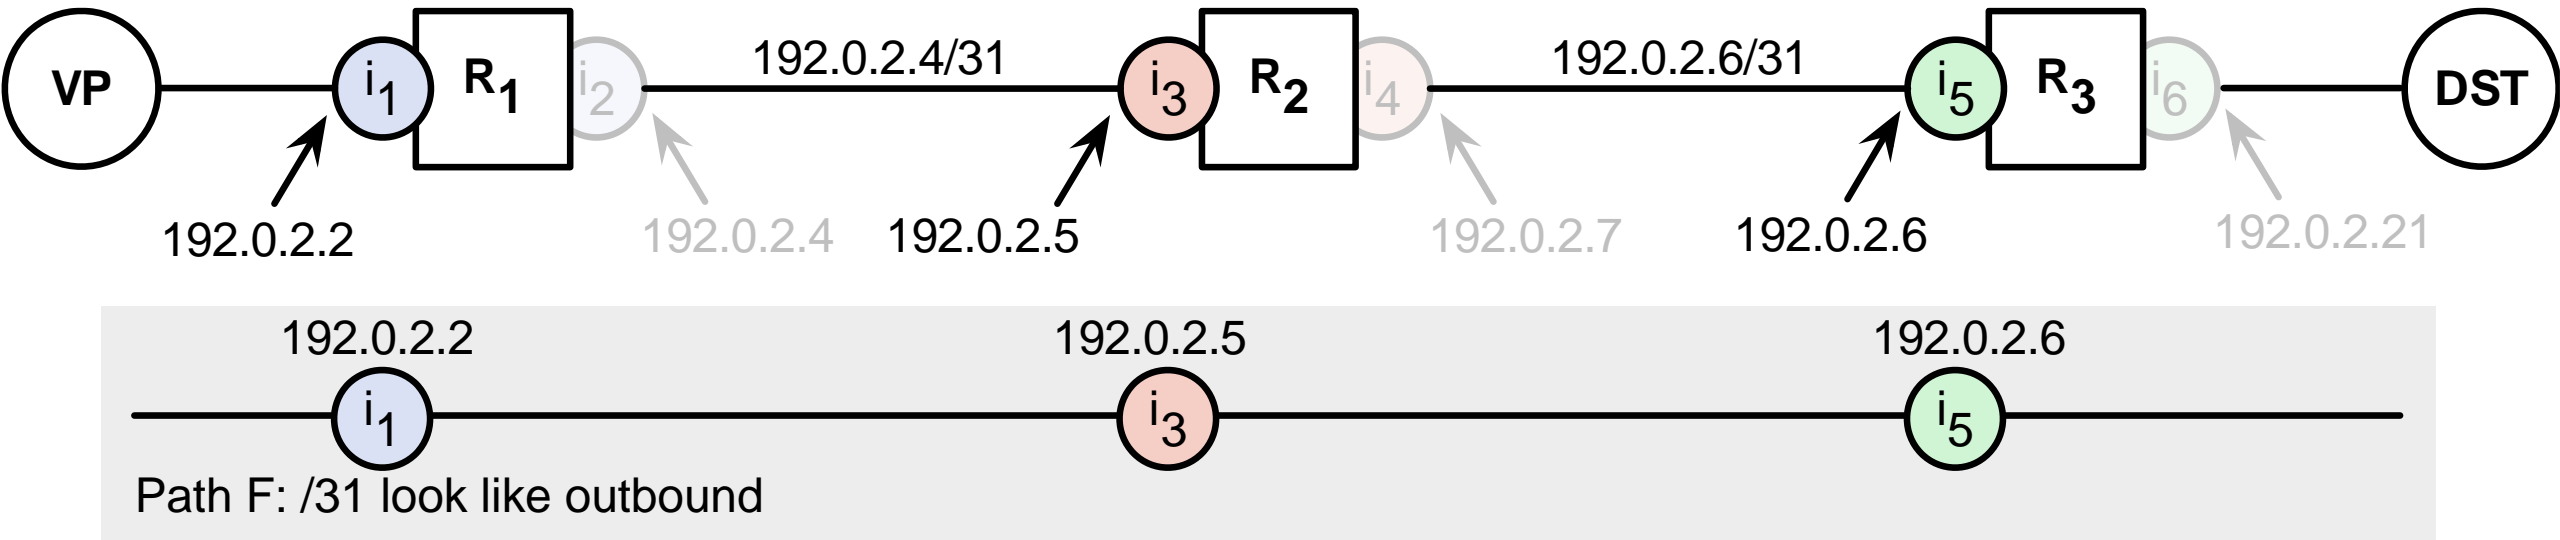 VP
i1
R1
i2
192.0.2.4/31
i3
R2
i4
192.0.2.6/31
i5
R3
i6
DST
192.0.2.2
192.0.2.4
192.0.2.5
192.0.2.7
192.0.2.6
192.0.2.21
192.0.2.2
192.0.2.5
192.0.2.6
i1
i3
i5
Path F: /31 look like outbound